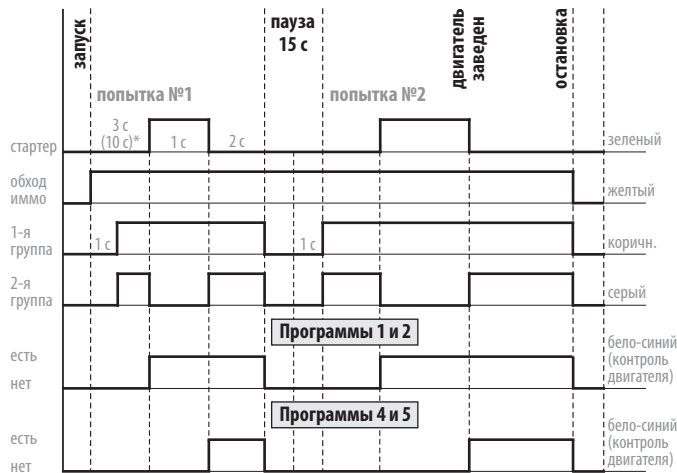 запуск
пауза
15 с
двигатель
заведен
остановка
попытка №1
попытка №2
стартер
3 с
(10 с)*
1 с
2 с
зеленый
обход
иммо
желтый
1-я
группа
1 с
1 с
коричн.
2-я
группа
серый
Программы 1 и 2
есть
нет
бело-синий
(контроль
двигателя)
Программы 4 и 5
есть
нет
бело-синий
(контроль
двигателя)